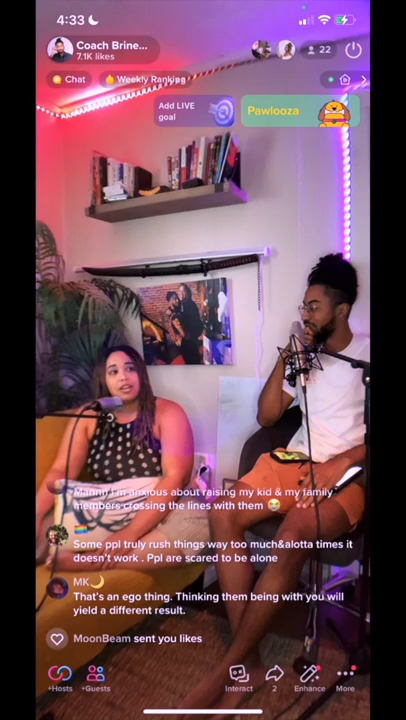 4:33
Coach Brine...
7.1K likes
22
Chat
Weekly Ranking
Add LIVE
goal
Pawlooza
Mannn I'm anxious about raising my kid & my family
members crossing the lines with them 😭
🏳️‍🌈
Some ppl truly rush things way too much&alotta times it
doesn't work . Ppl are scared to be alone
MK🌙
That's an ego thing. Thinking them being with you will
yield a different result.
MoonBeam sent you likes
+Hosts
+Guests
Interact
2
Enhance
More